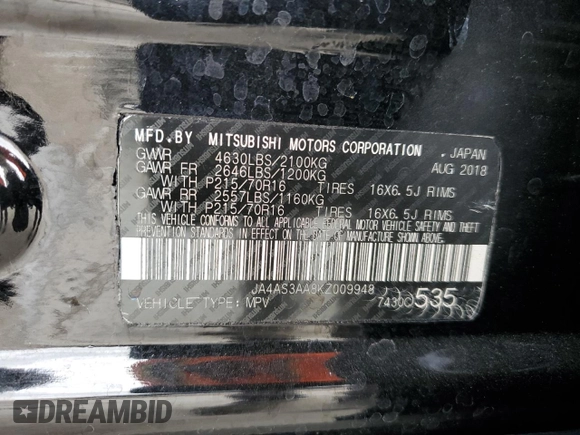 MFD.BY MITSUBISHI MOTORS CORPORATION, JAPAN
GWVR 4630LBS/2100KG AUG 2018
GAWR FR 2646LBS/1200KG
WITH P215/70R16 TIRES 16X6.5J RIMS
GAWR RR 2557LBS/1160KG
WITH P215/70R16 TIRES 16X6.5J RIMS
THIS VEHICLE CONFORMS TO ALL APPLICABLE FEDERAL MOTOR VEHICLE SAFETY, BUMPER AND THEFT
PREVENTION STANDARDS IN EFFECT ON THE DATE OF MANUFACTURE SHOWN ABOVE.
JA4AS3AA9KZ009948
VEHICLE TYPE: MPV 7430C 535
DREAMBID